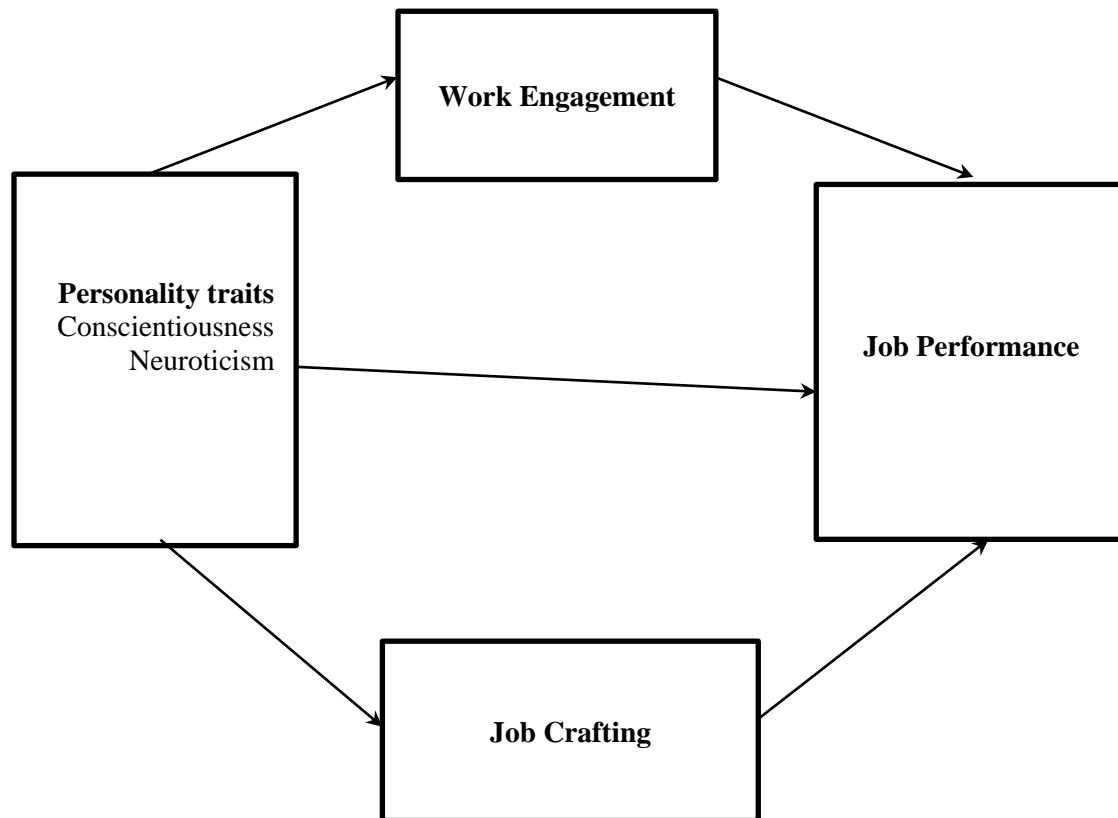 Work Engagement
Personality traits
Conscientiousness
Neuroticism
Job Performance
Job Crafting